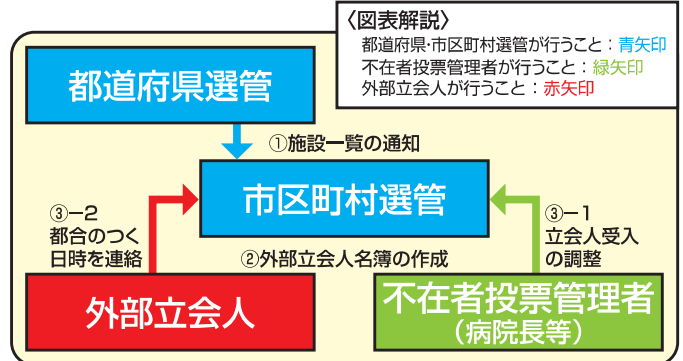 〈図表解説〉
都道府県・市区町村選管が行うこと：青矢印
不在者投票管理者が行うこと：緑矢印
外部立会人が行うこと：赤矢印
都道府県選管
①施設一覧の通知
市区町村選管
③－2
都合のつく
日時を連絡
③－1
立会人受入
の調整
②外部立会人名簿の作成
外部立会人
不在者投票管理者
（病院長等）